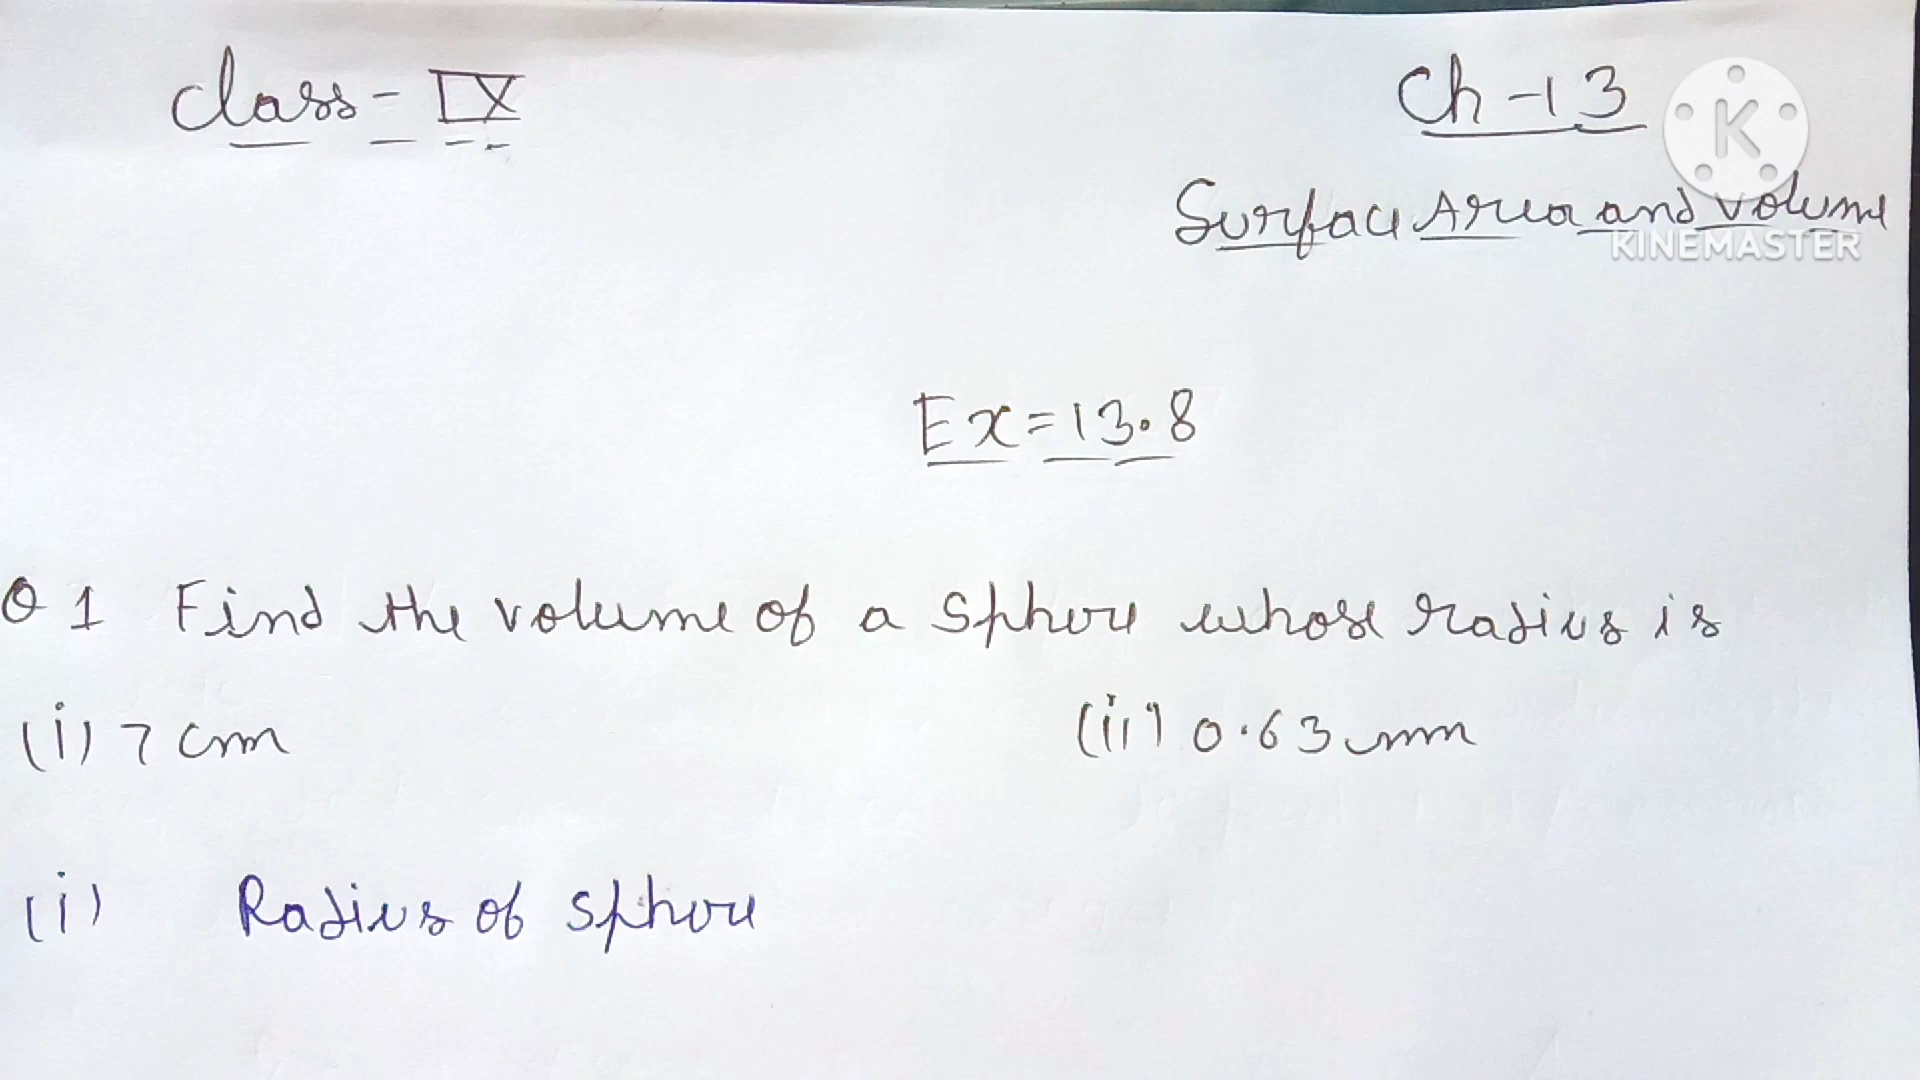 Class - IX
Ch - 13
K
Surface Area and volume
KINEMASTER
Ex = 13.8
Q 1 Find the volume of a sphere whose radius is
(i) 7 cm (ii) 0.63 mm
(i) Radius of sphere